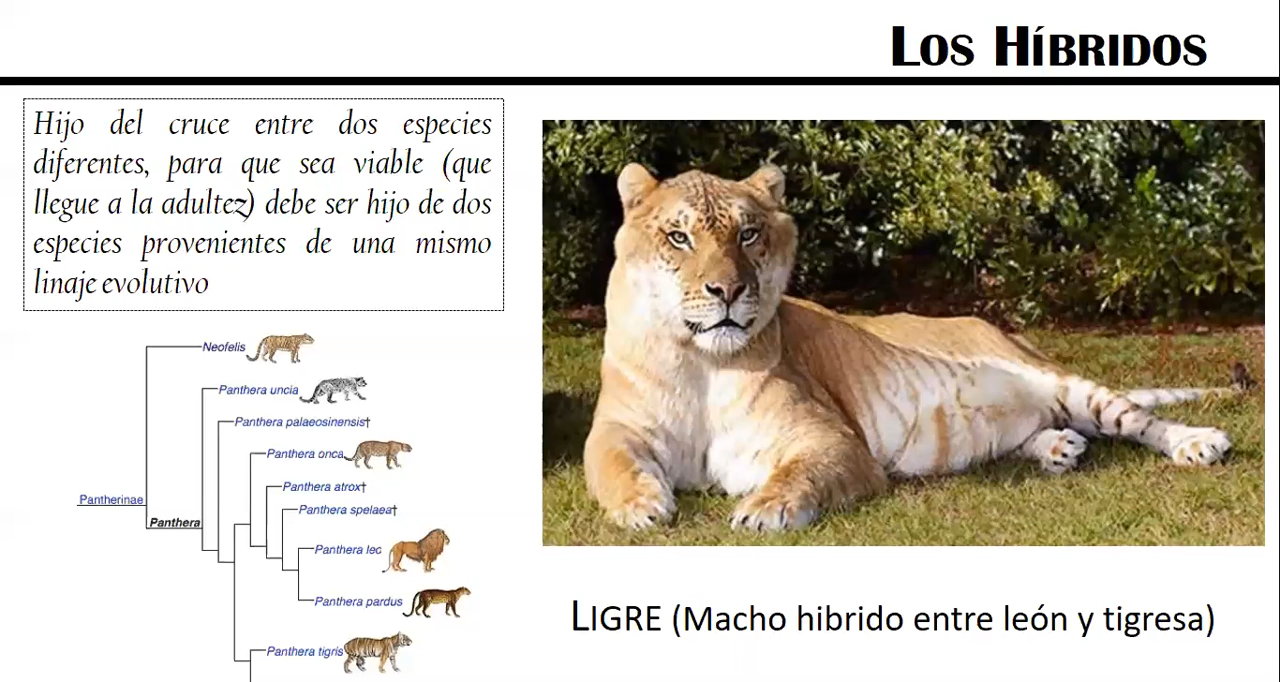 LOS HÍBRIDOS
Hijo del cruce entre dos especies
diferentes, para que sea viable (que
llegue a la adultez) debe ser hijo de dos
especies provenientes de una mismo
linaje evolutivo
Neofelis
Panthera uncia
Panthera palaeosinensis†
Panthera onca
Panthera atrox†
Panthera spelaea†
Pantherinae
Panthera
Panthera leo
Panthera pardus
Panthera tigris
LIGRE (Macho hibrido entre león y tigresa)